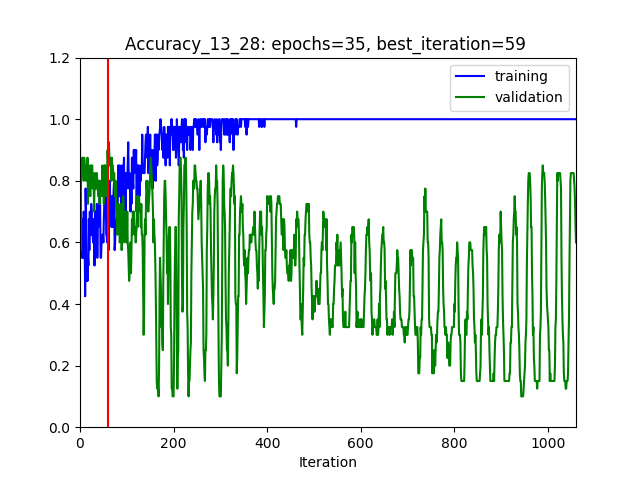 Accuracy_13_28: epochs=35, best_iteration=59
training
validation
1.2
1.0
0.8
0.6
0.4
0.2
0.0
0 200 400 600 800 1000
Iteration